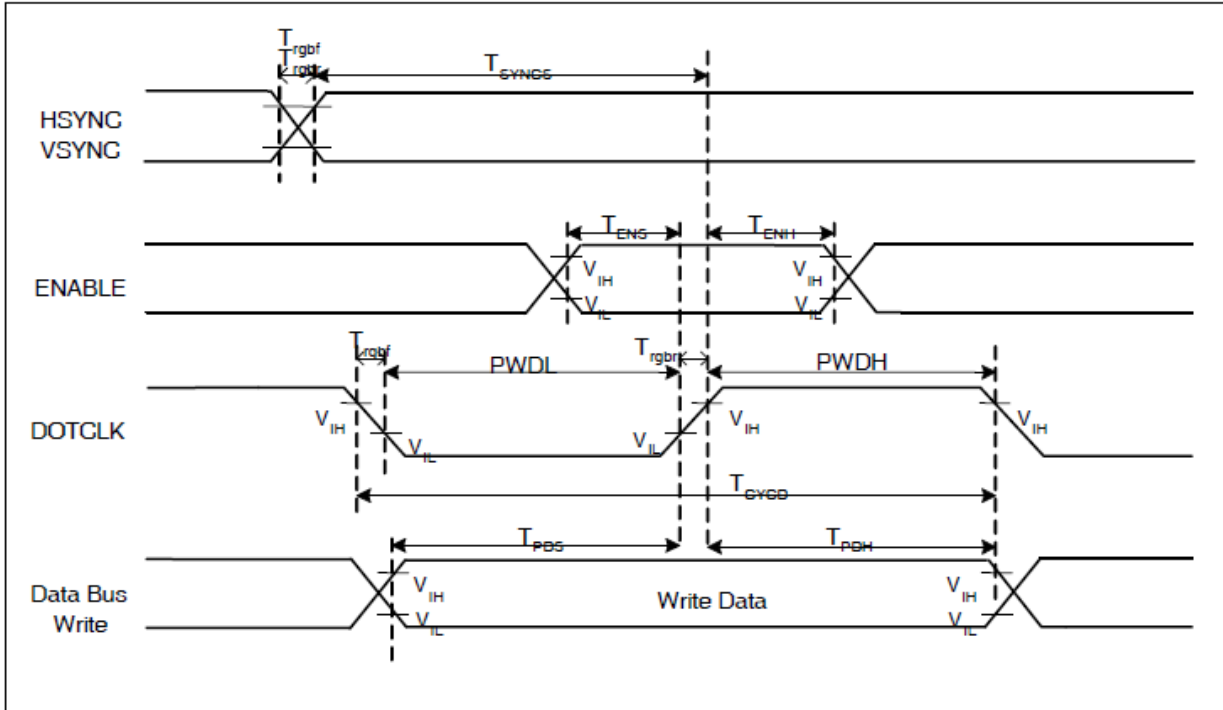 Trgbf
Trgbr
TSYNCS
HSYNC
VSYNC
TENS
TENH
VIH
VIH
ENABLE
VIL
VIL
Trgbf
PWDL
Trgbr
PWDH
VIH
VIH
VIH
DOTCLK
VIL
VIL
TCYCD
TPDS
TPDH
Data Bus
Write
VIH
Write Data
VIH
VIL
VIL